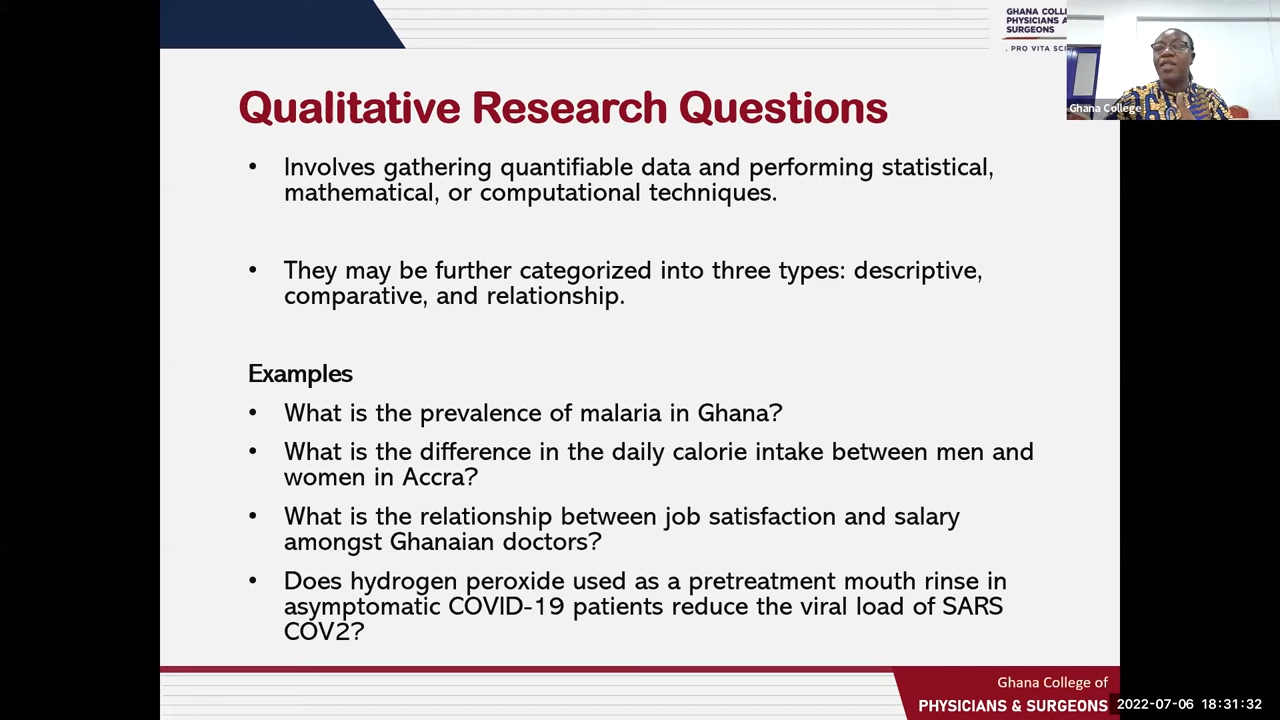 GHANA COLL
PHYSICIANS A
SURGEONS
. PRO VITA SCI
Ghana College
Qualitative Research Questions
• Involves gathering quantifiable data and performing statistical,
mathematical, or computational techniques.
• They may be further categorized into three types: descriptive,
comparative, and relationship.
Examples
• What is the prevalence of malaria in Ghana?
• What is the difference in the daily calorie intake between men and
women in Accra?
• What is the relationship between job satisfaction and salary
amongst Ghanaian doctors?
• Does hydrogen peroxide used as a pretreatment mouth rinse in
asymptomatic COVID-19 patients reduce the viral load of SARS
COV2?
Ghana College of
PHYSICIANS & SURGEONS
2022-07-06 18:31:32